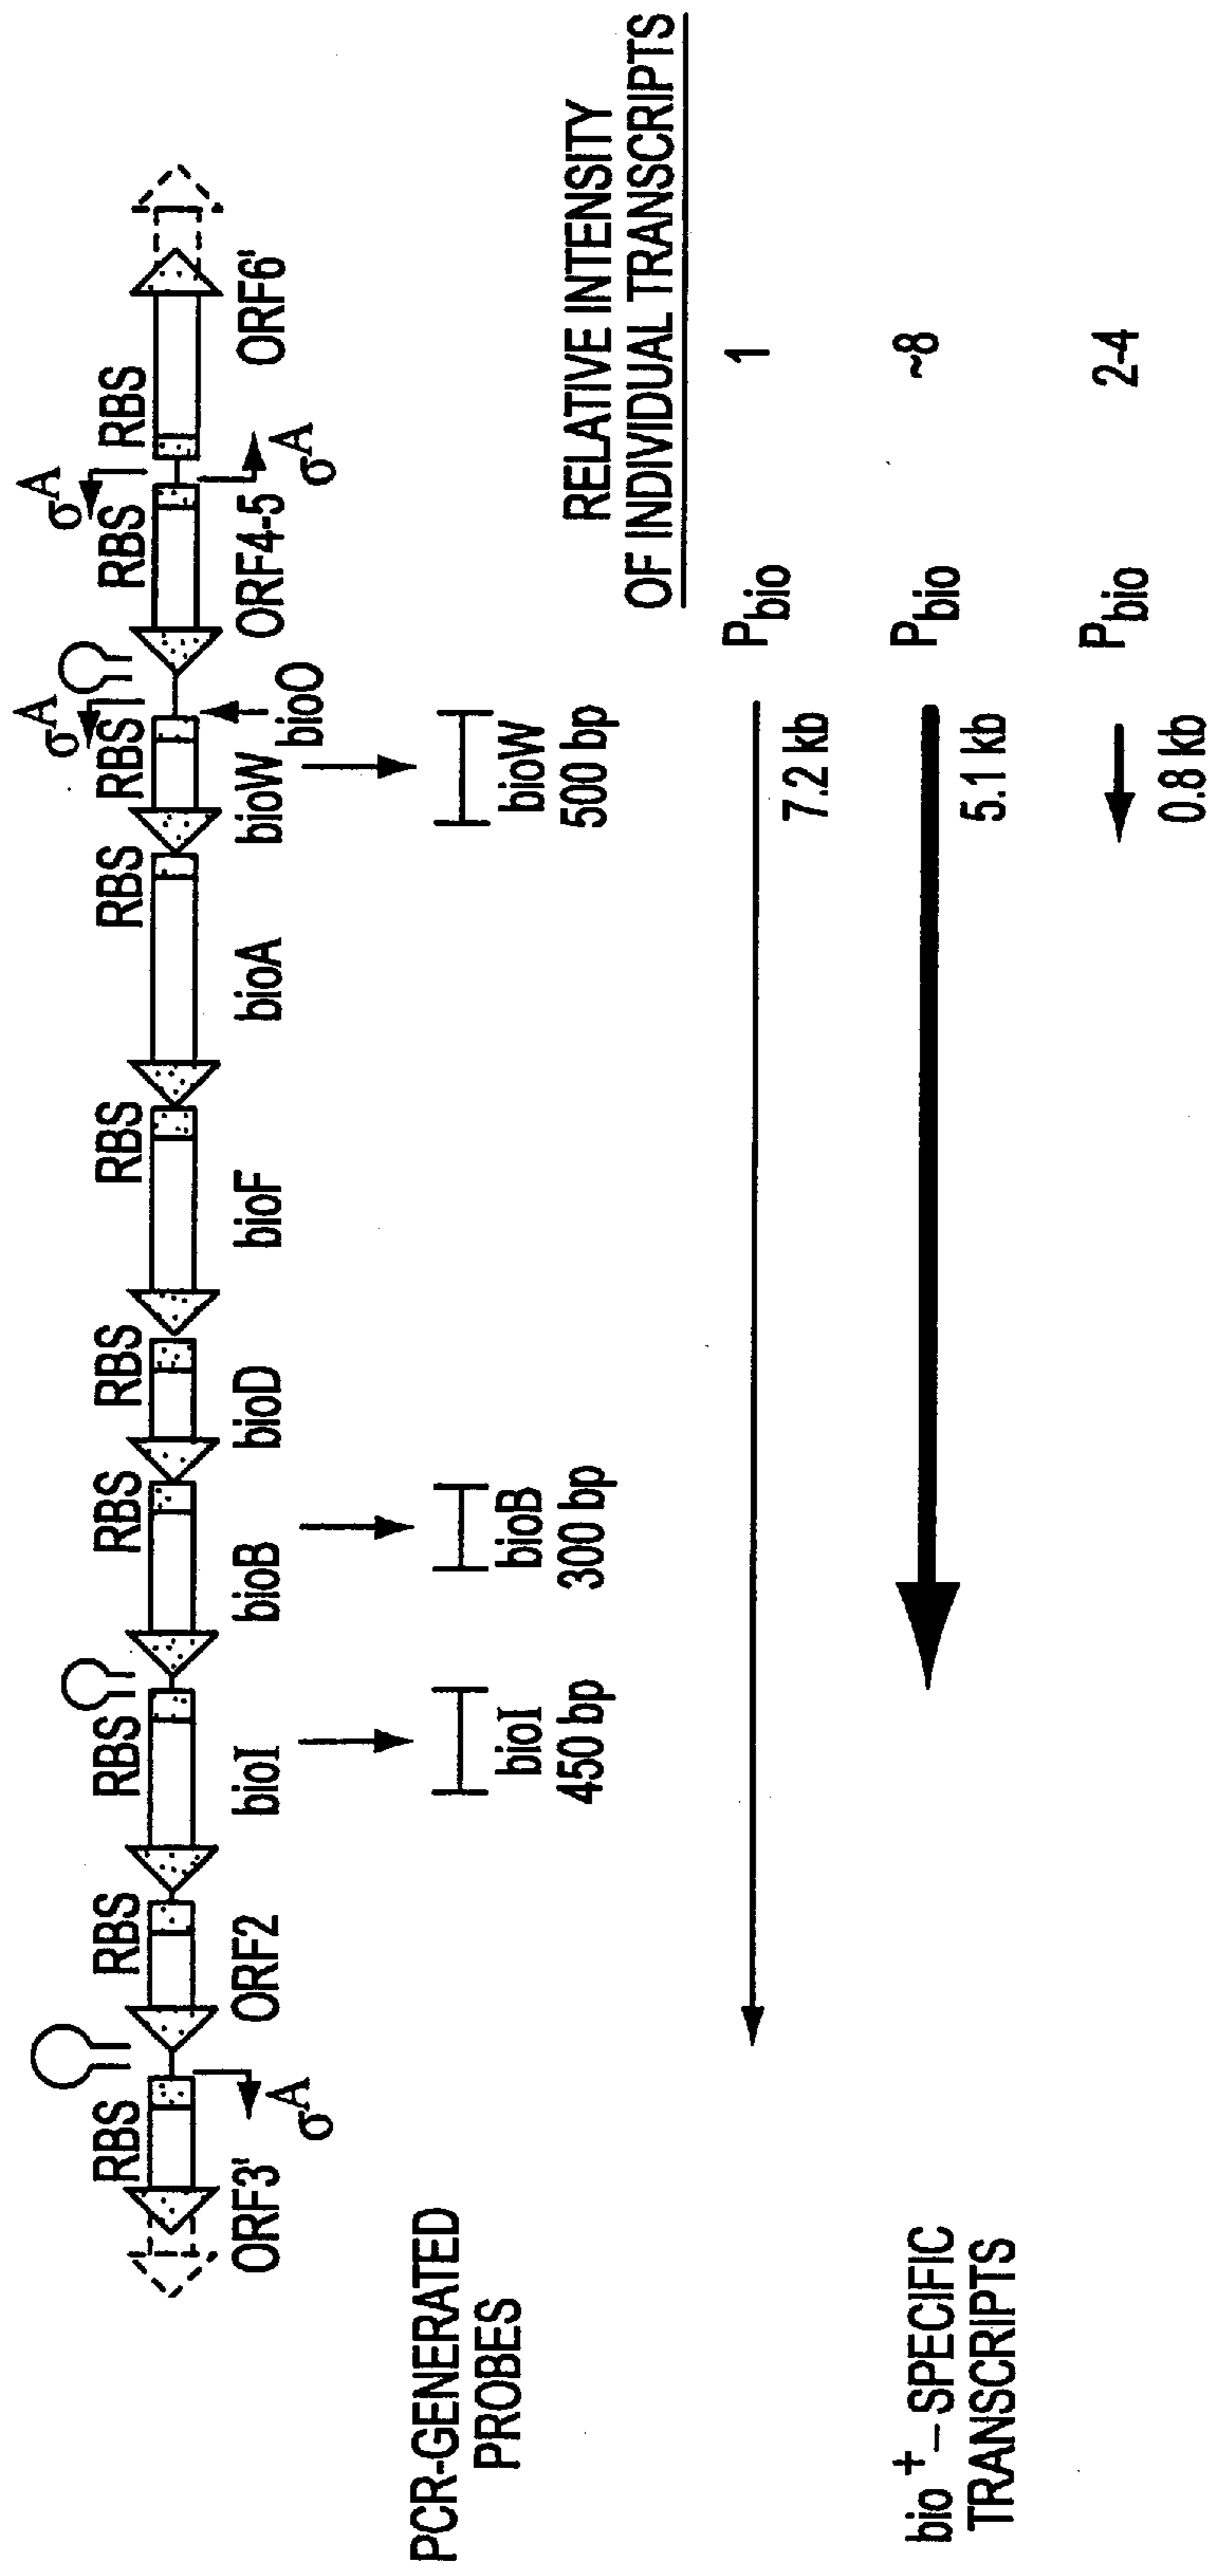 σA
σA
RBS
RBS
RBS
RBS
RBS
RBS
RBS
RBS
RBS
RBS
ORF3'
σA
ORF2
bioI
bioB
bioD
bioF
bioA
bioW
bioO
ORF4-5
σA
ORF6'
PCR-GENERATED
PROBES
bioI
450 bp
bioB
300 bp
bioW
500 bp
RELATIVE INTENSITY
OF INDIVIDUAL TRANSCRIPTS
Pbio
1
7.2 kb
bio+-SPECIFIC
TRANSCRIPTS
Pbio
~8
5.1 kb
Pbio
2-4
0.8 kb